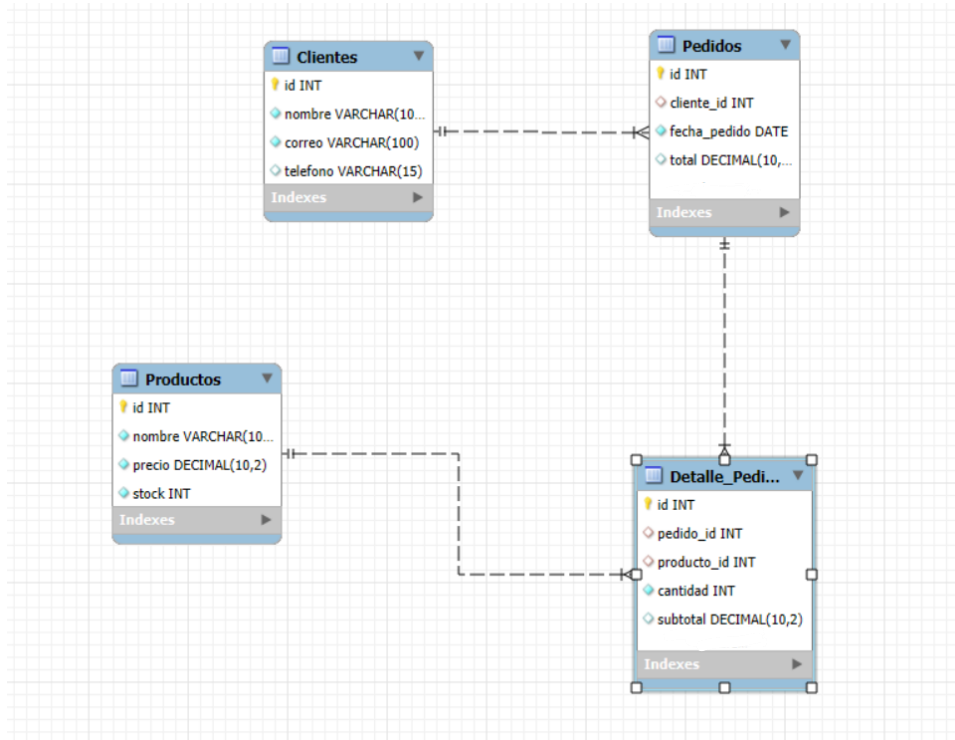 Clientes
id INT
nombre VARCHAR(10...
correo VARCHAR(100)
telefono VARCHAR(15)
Indexes
Pedidos
id INT
cliente_id INT
fecha_pedido DATE
total DECIMAL(10,...
Indexes
Productos
id INT
nombre VARCHAR(10...
precio DECIMAL(10,2)
stock INT
Indexes
Detalle_Pedi...
id INT
pedido_id INT
producto_id INT
cantidad INT
subtotal DECIMAL(10,2)
Indexes